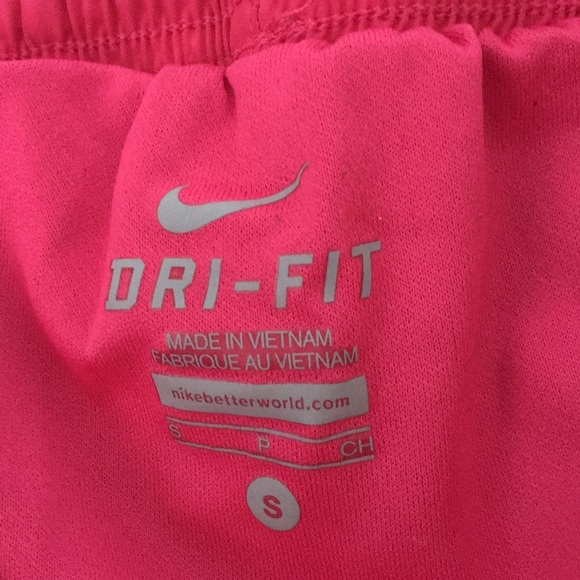 DRI-FIT
MADE IN VIETNAM
FABRIQUE AU VIETNAM
nikebetterworld.com
S P CH
S